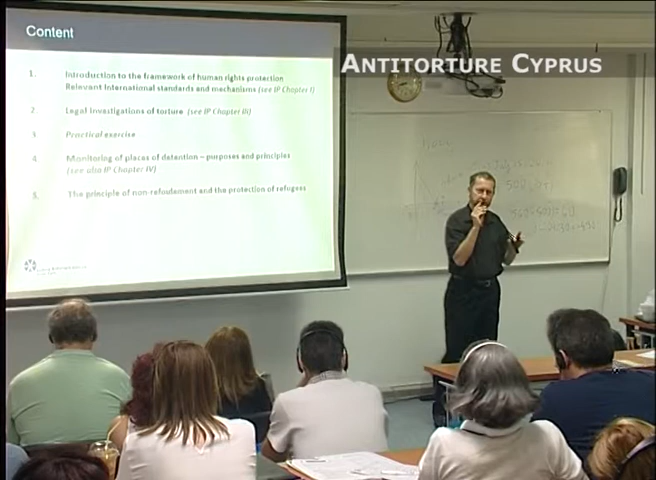 Content
ANTITORTURE CYPRUS
1. Introduction to the framework of human rights protection
Relevant International standards and mechanisms (see IP Chapter I)
2. Legal investigations of torture (see IP Chapter III)
3. Practical exercise
4. Monitoring of places of detention – purposes and principles
(see also IP Chapter IV)
5. The principle of non-refoulement and the protection of refugees